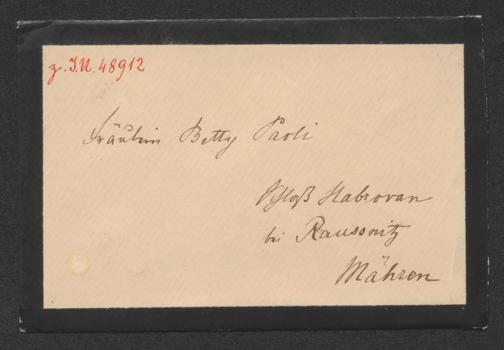 z. I.N. 48912
Fräulein Betty Paoli
Schloß Habrovan
bei Raussnitz
Mähren